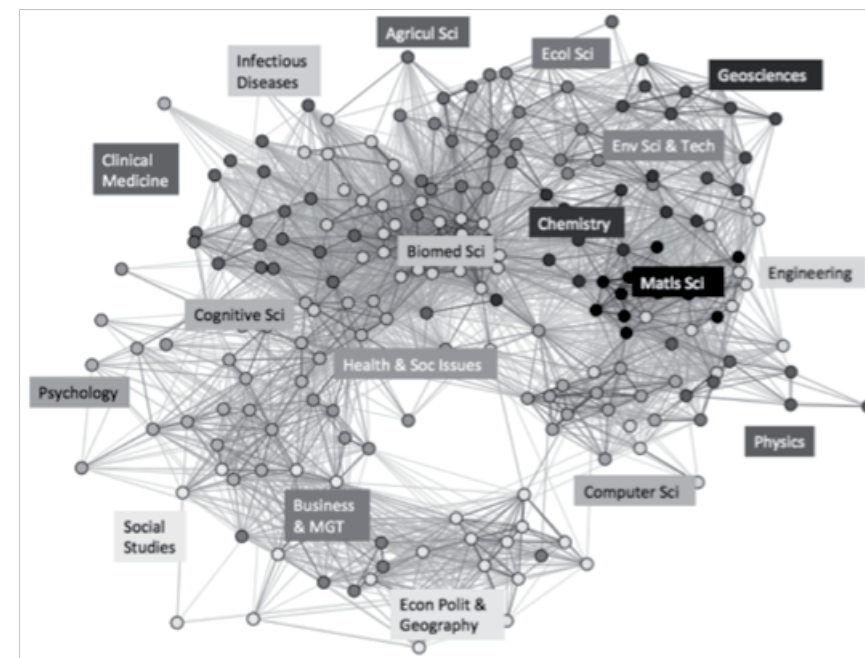 Agricul Sci
Ecol Sci
Infectious
Diseases
Geosciences
Env Sci & Tech
Clinical
Medicine
Chemistry
Biomed Sci
Engineering
Matls Sci
Cognitive Sci
Health & Soc Issues
Psychology
Physics
Computer Sci
Business
& MGT
Social
Studies
Econ Polit &
Geography